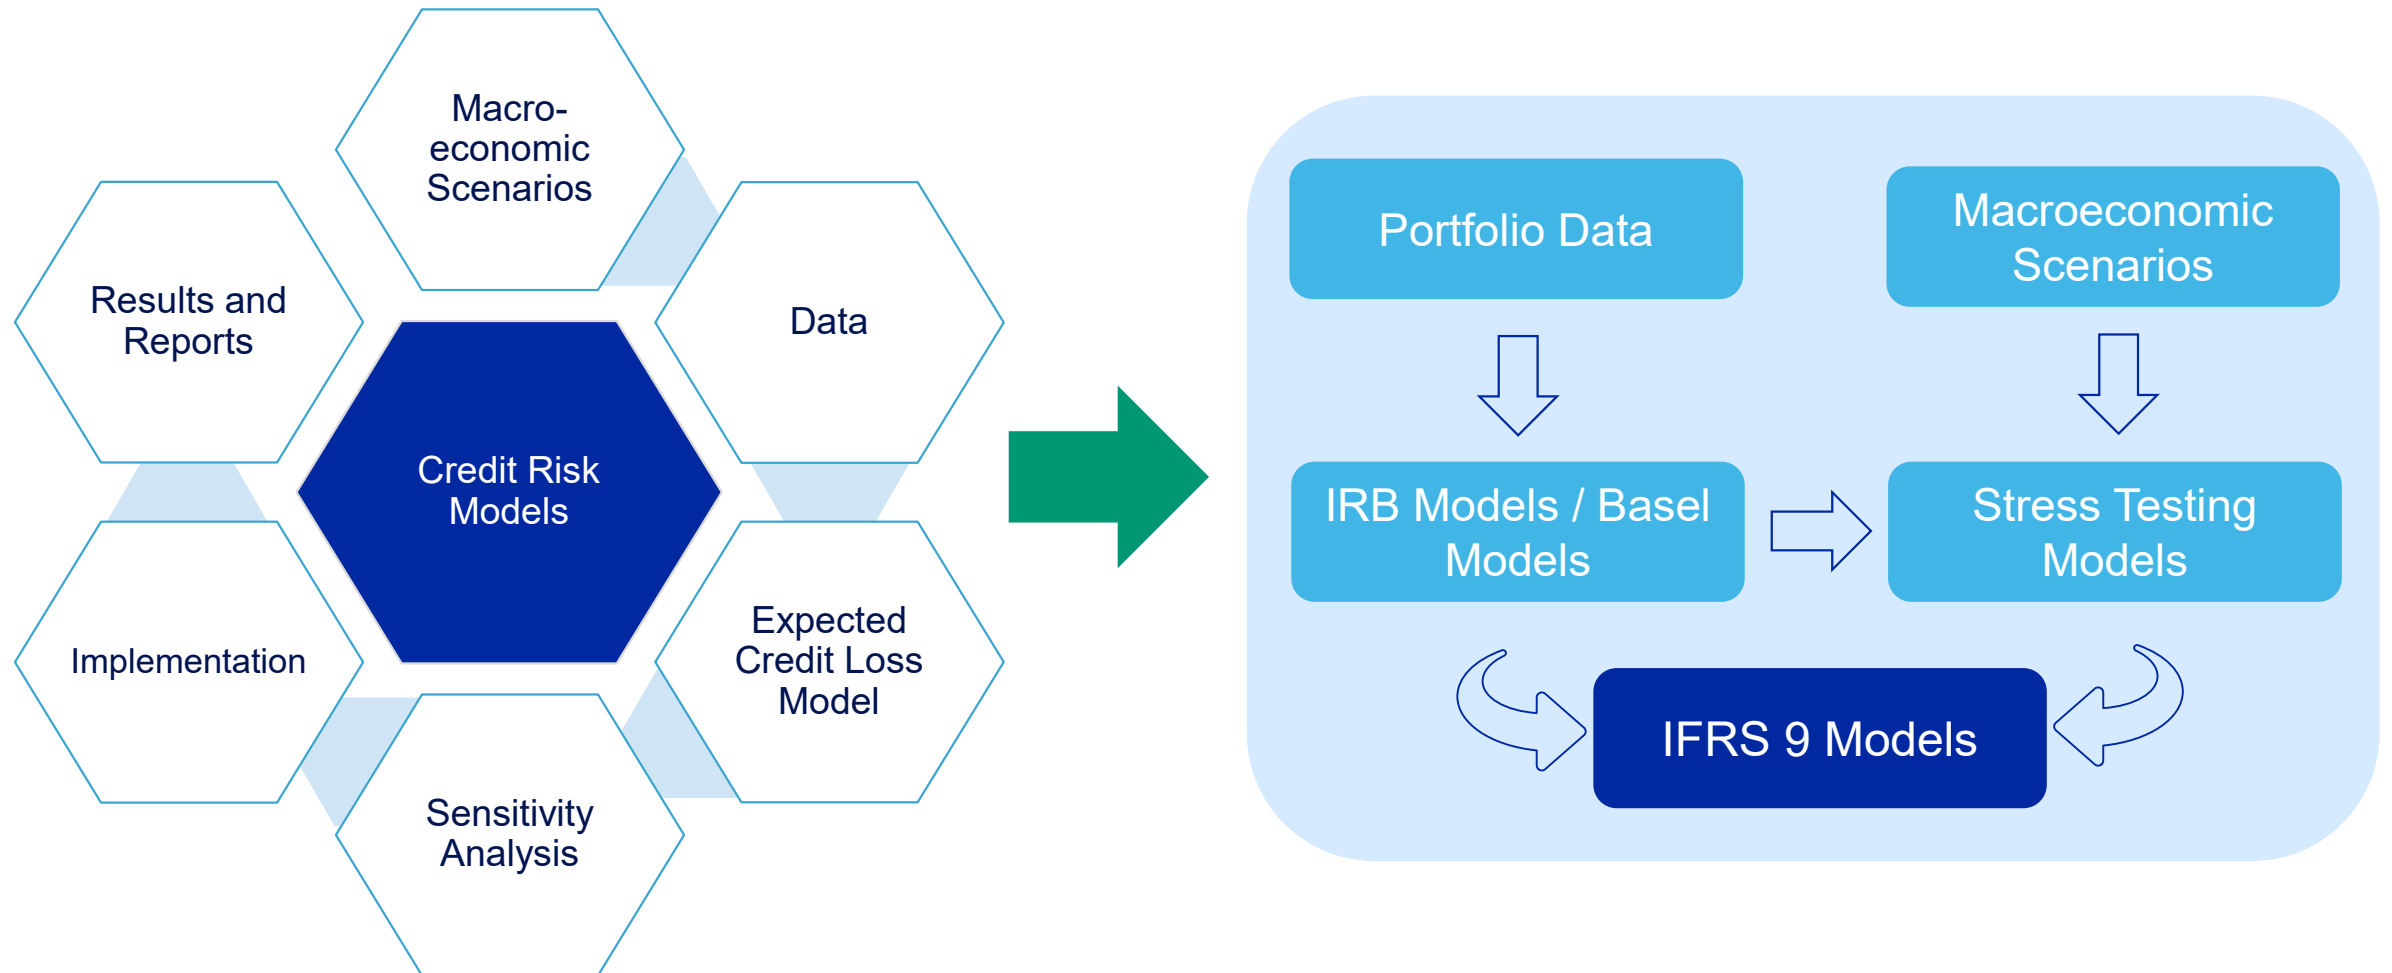 Macro-
economic
Scenarios
Data
Expected
Credit Loss
Model
Sensitivity
Analysis
Implementation
Results and
Reports
Credit Risk
Models
Portfolio Data
Macroeconomic
Scenarios
IRB Models / Basel
Models
Stress Testing
Models
IFRS 9 Models